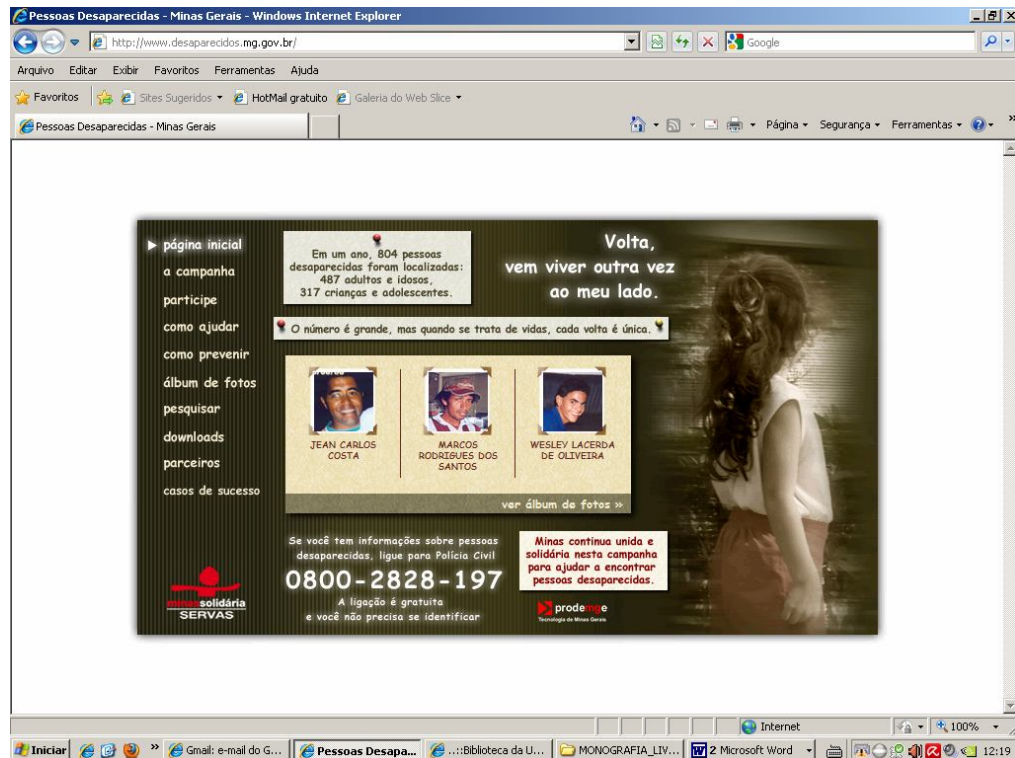 Pessoas Desaparecidas - Minas Gerais - Windows Internet Explorer
http://www.desaparecidos.mg.gov.br/
Google
Arquivo Editar Exibir Favoritos Ferramentas Ajuda
Favoritos Sites Sugeridos HotMail gratuito Galeria do Web Slice
Pessoas Desaparecidas - Minas Gerais
Página Segurança Ferramentas
página inicial
a campanha
participe
como ajudar
como prevenir
álbum de fotos
pesquisar
downloads
parceiros
casos de sucesso
minas solidária
SERVAS
Em um ano, 804 pessoas
desaparecidas foram localizadas:
487 adultos e idosos,
317 crianças e adolescentes.
Volta,
vem viver outra vez
ao meu lado.
O número é grande, mas quando se trata de vidas, cada volta é única.
JEAN CARLOS
COSTA
MARCOS
RODRIGUES DOS
SANTOS
WESLEY LACERDA
DE OLIVEIRA
ver álbum de fotos »
Se você tem informações sobre pessoas
desaparecidas, ligue para Polícia Civil
0800-2828-197
A ligação é gratuita
e você não precisa se identificar
Minas continua unida e
solidária nesta campanha
para ajudar a encontrar
pessoas desaparecidas.
prodemge
Tecnologia de Minas Gerais
Internet 100%
Iniciar » Gmail: e-mail do G... Pessoas Desapa... ..::Biblioteca da U... MONOGRAFIA_LIV... 2 Microsoft Word 12:19